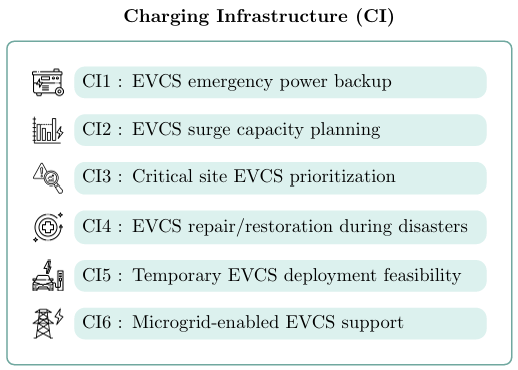 Charging Infrastructure (CI)
CI1 : EVCS emergency power backup
CI2 : EVCS surge capacity planning
CI3 : Critical site EVCS prioritization
CI4 : EVCS repair/restoration during disasters
CI5 : Temporary EVCS deployment feasibility
CI6 : Microgrid-enabled EVCS support